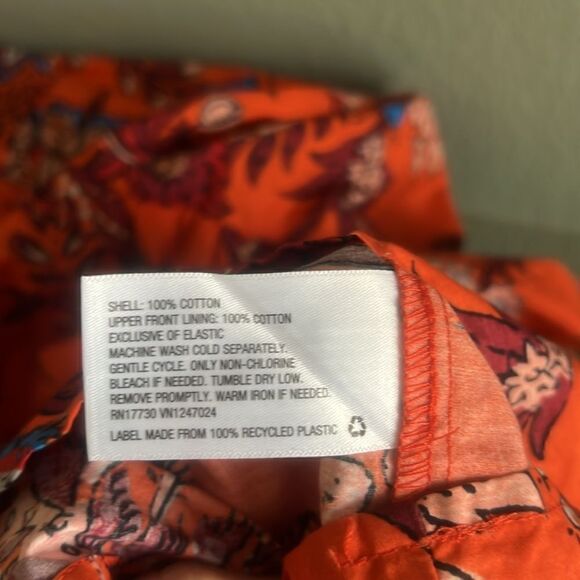 SHELL: 100% COTTON
UPPER FRONT LINING: 100% COTTON
EXCLUSIVE OF ELASTIC
MACHINE WASH COLD SEPARATELY.
GENTLE CYCLE. ONLY NON-CHLORINE
BLEACH IF NEEDED. TUMBLE DRY LOW.
REMOVE PROMPTLY. WARM IRON IF NEEDED.
RN17730 VN1247024
LABEL MADE FROM 100% RECYCLED PLASTIC